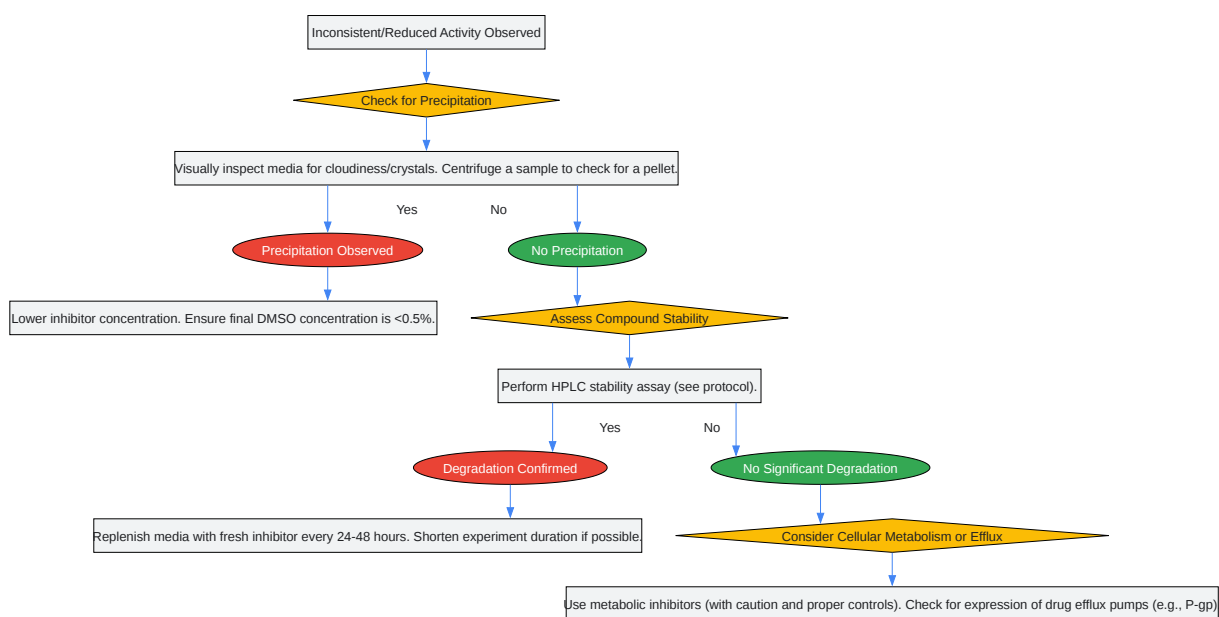 Inconsistent/Reduced Activity Observed
Check for Precipitation
Visually inspect media for cloudiness/crystals. Centrifuge a sample to check for a pellet.
Yes
No
Precipitation Observed
No Precipitation
Lower inhibitor concentration. Ensure final DMSO concentration is <0.5%.
Assess Compound Stability
Perform HPLC stability assay (see protocol).
Yes
No
Degradation Confirmed
No Significant Degradation
Replenish media with fresh inhibitor every 24-48 hours. Shorten experiment duration if possible.
Consider Cellular Metabolism or Efflux
Use metabolic inhibitors (with caution and proper controls). Check for expression of drug efflux pumps (e.g., P-gp)